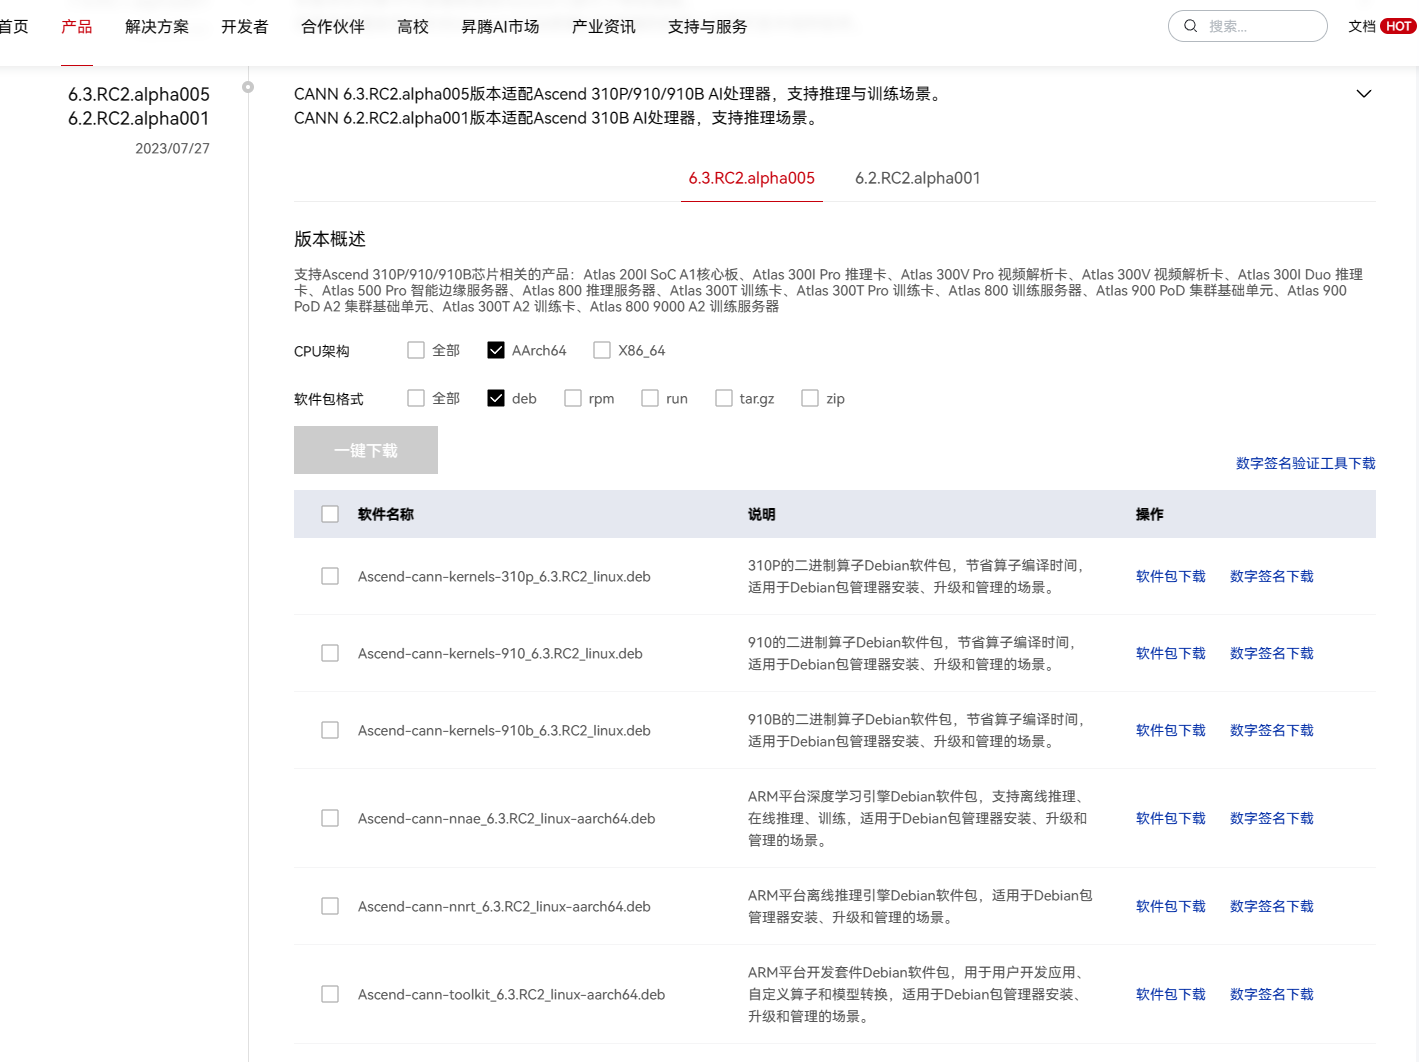 首页 产品 解决方案 开发者 合作伙伴 高校 昇腾AI市场 产业资讯 支持与服务 搜索... 文档 HOT
6.3.RC2.alpha005
6.2.RC2.alpha001
2023/07/27
CANN 6.3.RC2.alpha005版本适配Ascend 310P/910/910B AI处理器，支持推理与训练场景。
CANN 6.2.RC2.alpha001版本适配Ascend 310B AI处理器，支持推理场景。
6.3.RC2.alpha005 6.2.RC2.alpha001
版本概述
支持Ascend 310P/910/910B芯片相关的产品：Atlas 200I SoC A1核心板、Atlas 300I Pro 推理卡、Atlas 300V Pro 视频解析卡、Atlas 300V 视频解析卡、Atlas 300I Duo 推理
卡、Atlas 500 Pro 智能边缘服务器、Atlas 800 推理服务器、Atlas 300T 训练卡、Atlas 300T Pro 训练卡、Atlas 800 训练服务器、Atlas 900 PoD 集群基础单元、Atlas 900
PoD A2 集群基础单元、Atlas 300T A2 训练卡、Atlas 800 9000 A2 训练服务器
CPU架构 全部 AArch64 X86_64
软件包格式 全部 deb rpm run tar.gz zip
一键下载
数字签名验证工具下载
软件名称 说明 操作
Ascend-cann-kernels-310p_6.3.RC2_linux.deb 310P的二进制算子Debian软件包，节省算子编译时间，
适用于Debian包管理器安装、升级和管理的场景。 软件包下载 数字签名下载
Ascend-cann-kernels-910_6.3.RC2_linux.deb 910的二进制算子Debian软件包，节省算子编译时间，
适用于Debian包管理器安装、升级和管理的场景。 软件包下载 数字签名下载
Ascend-cann-kernels-910b_6.3.RC2_linux.deb 910B的二进制算子Debian软件包，节省算子编译时间，
适用于Debian包管理器安装、升级和管理的场景。 软件包下载 数字签名下载
Ascend-cann-nnae_6.3.RC2_linux-aarch64.deb ARM平台深度学习引擎Debian软件包，支持离线推理、
在线推理、训练，适用于Debian包管理器安装、升级和
管理的场景。 软件包下载 数字签名下载
Ascend-cann-nnrt_6.3.RC2_linux-aarch64.deb ARM平台离线推理引擎Debian软件包，适用于Debian包
管理器安装、升级和管理的场景。 软件包下载 数字签名下载
Ascend-cann-toolkit_6.3.RC2_linux-aarch64.deb ARM平台开发套件Debian软件包，用于用户开发应用、
自定义算子和模型转换，适用于Debian包管理器安装、
升级和管理的场景。 软件包下载 数字签名下载